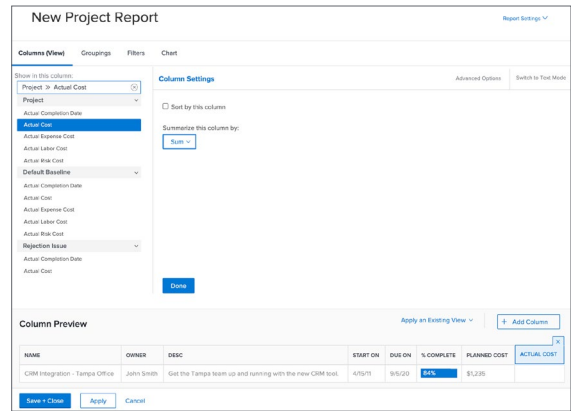 New Project Report
Report Settings
Columns (View) Groupings Filters Chart
Show in this column:
Project >> Actual Cost
Project
Actual Completion Date
Actual Cost
Actual Expense Cost
Actual Labor Cost
Actual Risk Cost
Default Baseline
Actual Completion Date
Actual Cost
Actual Expense Cost
Actual Labor Cost
Actual Risk Cost
Rejection Issue
Actual Completion Date
Actual Cost
Column Settings Advanced Options Switch to Text Mode
Sort by this column
Summarize this column by:
Sum
Done
Column Preview Apply an Existing View + Add Column
NAME OWNER DESC START ON DUE ON % COMPLETE PLANNED COST ACTUAL COST
CRM Integration - Tampa Office John Smith Get the Tampa team up and running with the new CRM tool. 4/15/11 9/5/20 84% $1,235
Save + Close Apply Cancel